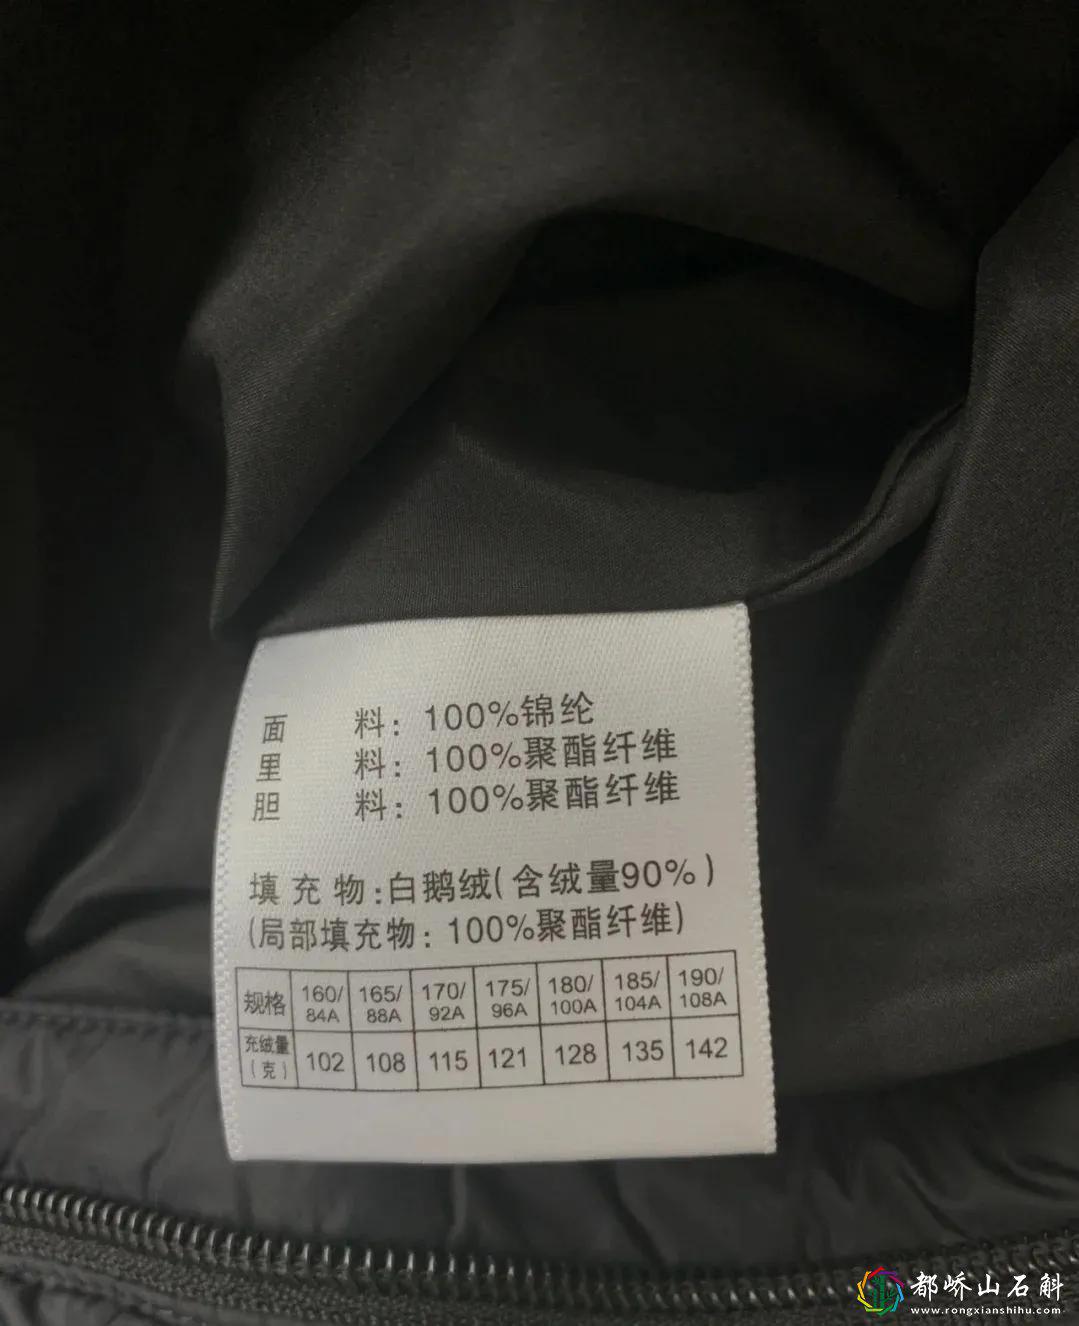 面 料: 100%锦纶
里 料: 100%聚酯纤维
胆 料: 100%聚酯纤维
填 充 物:白鹅绒(含绒量90%)
(局部填充物: 100%聚酯纤维)
规格 160/84A 165/88A 170/92A 175/96A 180/100A 185/104A 190/108A
充绒量(克) 102 108 115 121 128 135 142
都峤山石斛
www.rongxianshihu.com